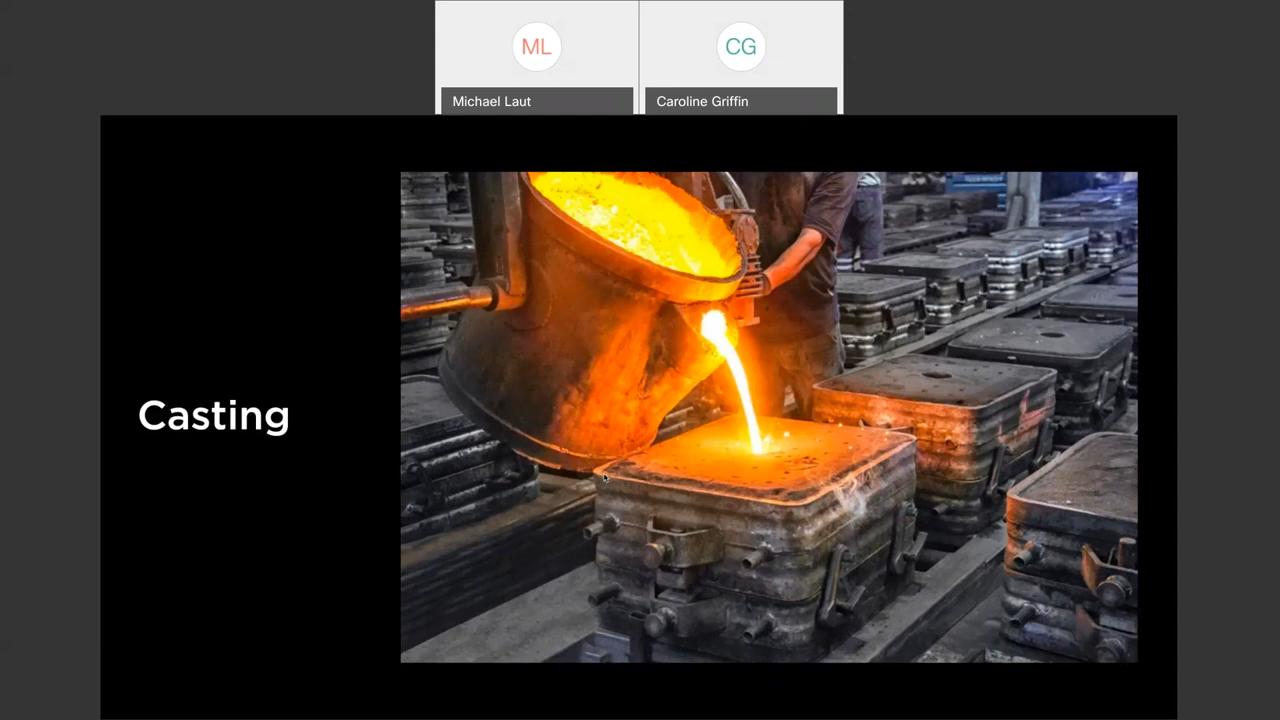 ML
CG
Michael Laut
Caroline Griffin
Casting